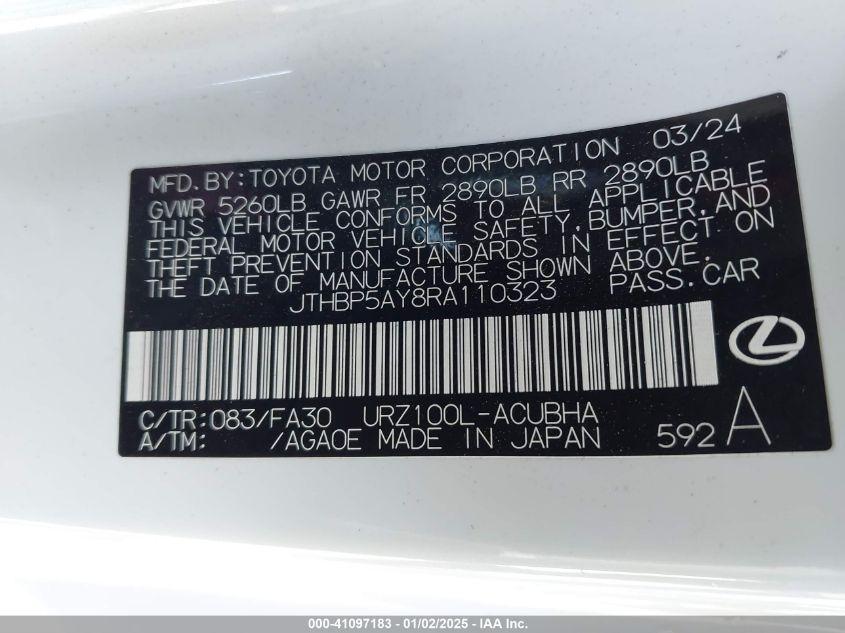 MFD.BY:TOYOTA MOTOR CORPORATION 03/24
GVWR 5260LB GAWR FR 2890LB RR 2890LB
THIS VEHICLE CONFORMS TO ALL APPLICABLE
FEDERAL MOTOR VEHICLE SAFETY,BUMPER,AND
THEFT PREVENTION STANDARDS IN EFFECT ON
THE DATE OF MANUFACTURE SHOWN ABOVE.
JTHBP5AY8RA110323 PASS.CAR
C/TR:083/FA30 URZ100L-ACUBHA
A/TM: /AGA0E MADE IN JAPAN 592 A
000-41097183 - 01/02/2025 - IAA Inc.